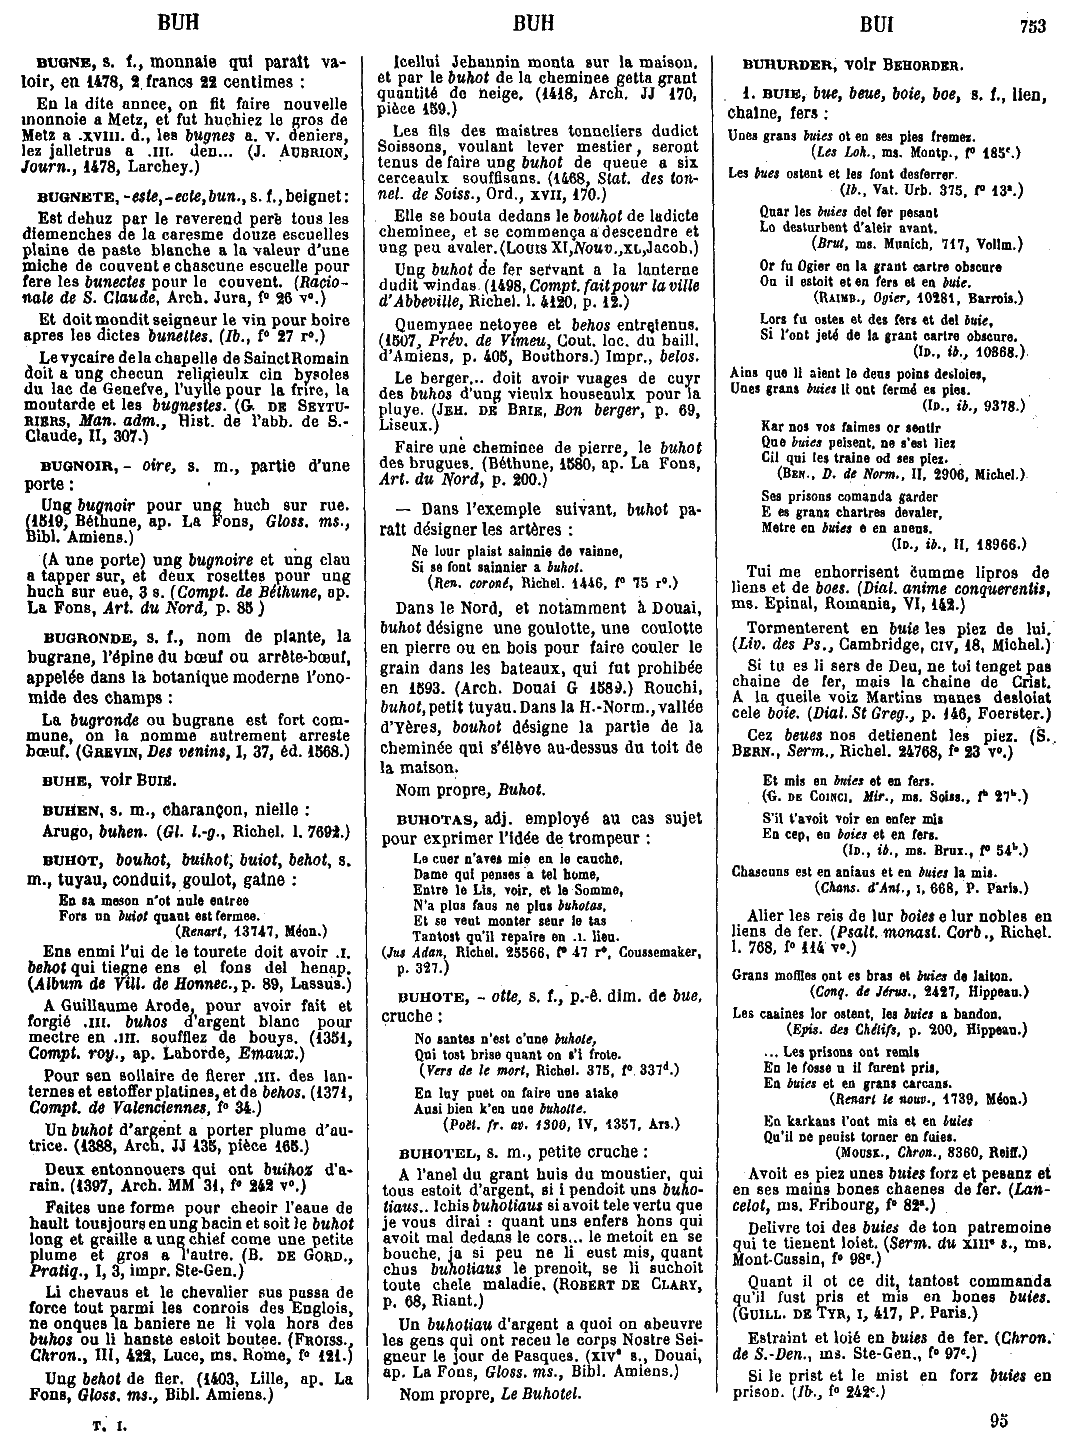 BUH
BUH
BUI
753
BUGNE, s. f., monnaie qui paraît va-
loir, en 1478, 2 francs 22 centimes :
En la dite annee, on fit faire nouvelle
monnoie a Metz, et fut huchiez le gros de
Metz a .XVIII. d., les bugnes a. v. deniers,
lez jalletrus a .III. den... (J. AUBRION,
Journ., 1478, Larchey.)
BUGNETE, -este, -ecte, bun., s. f., beignet :
Est dehuz par le reverend pere tous les
diemenches de la caresme douze escuelles
plaine de paste blanche a la valeur d'une
miche de couvent e chascune escuelle pour
fere les bunectes pour le couvent. (Racio-
nale de S. Claude, Arch. Jura, f° 26 v°.)
Et doit mondit seigneur le vin pour boire
apres les dictes bunettes. (Ib., f° 27 r°.)
Le vycaire de la chapelle de Sainct Romain
doit a ung checun religieulx cin bysoles
du lac de Genefve, l'uylle pour la frire, la
moutarde et les bugnestes. (G. DE SEYTU-
RIERS, Man. adm., Hist. de l'abb. de S.-
Claude, II, 307.)
BUGNOIR, - oire, s. m., partie d'une
porte :
Ung bugnoir pour ung huch sur rue.
(1519, Béthune, ap. La Fons, Gloss. ms.,
Bibl. Amiens.)
(A une porte) ung bugnoire et ung clau
a tapper sur, et deux rosettes pour ung
huch sur eue, 3 s. (Compt. de Béthune, ap.
La Fons, Art. du Nord, p. 85)
BUGRONDE, s. f., nom de plante, la
bugrane, l'épine du bœuf ou arrête-bœuf,
appelée dans la botanique moderne l'ono-
mide des champs :
La bugronde ou bugrane est fort com-
mune, on la nomme autrement arreste
bœuf. (GREVIN, Des venins, I, 37, éd. 1568.)
BUHE, voir BUIE.
BUHEN, s. m., charançon, nielle :
Arugo, buhen. (Gl. l.-g., Richel. l. 7692.)
BUHOT, bouhot, buihot, buiot, behot, s.
m., tuyau, conduit, goulot, gaine :
En sa meson n'ot nule entree
Fors un buiot quant est fermee.
(Renart, 13747, Méon.)
Ens enmi l'ui de le tourete doit avoir .I.
behot qui tiegne ens el fons del henap.
(Album de Vill. de Honnec., p. 89, Lassus.)
A Guillaume Arode, pour avoir fait et
forgié .III. buhos d'argent blanc pour
mectre en .III. soufflez de bouys. (1351,
Compt. roy., ap. Laborde, Emaux.)
Pour sen sollaire de fierer .III. des lan-
ternes et estoffer platines, et de behos. (1371,
Compt. de Valenciennes, f° 34.)
Un buhot d'argent a porter plume d'au-
trice. (1388, Arch. JJ 135, pièce 165.)
Deux entonnouers qui ont buihoz d'a-
rain. (1397, Arch. MM 31, f° 242 v°.)
Faites une forme pour cheoir l'eaue de
hault tousjours en ung bacin et soit le buhot
long et graille a ung chief come une petite
plume et gros a l'autre. (B. DE GORD.,
Pratiq., I, 3, impr. Ste-Gen.)
Li chevaus et le chevalier sus passa de
force tout parmi les conrois des Englois,
ne onques la baniere ne li vola hors des
buhos ou li hanste estoit boutee. (FROISS.,
Chron., III, 422, Luce, ms. Rome, f° 121.)
Ung behot de fier. (1403, Lille, ap. La
Fons, Gloss. ms., Bibl. Amiens.)
T. I.
Icellui Jehannin monta sur la maison,
et par le buhot de la cheminee getta grant
quantité de neige. (1418, Arch. JJ 170,
pièce 159.)
Les fils des maistres tonneliers dudict
Soissons, voulant lever mestier, seront
tenus de faire ung buhot de queue a six
cerceaulx souffisans. (1468, Stat. des ton-
nel. de Soiss., Ord., XVII, 170.)
Elle se bouta dedans le bouhot de ladicte
cheminee, et se commença a descendre et
ung peu avaler. (LOUIS XI, Nouv., XL, Jacob.)
Ung buhot de fer servant a la lanterne
dudit windas. (1498, Compt. fait pour la ville
d'Abbeville, Richel. l. 4120, p. 12.)
Quemynee netoyee et behos entretenus.
(1507, Prév. de Vimeu, Cout. loc. du baill.
d'Amiens, p. 405, Bouthors.) Impr., belos.
Le berger... doit avoir vuages de cuyr
des buhos d'ung vieulx houseaulx pour la
pluye. (JEH. DE BRIE, Bon berger, p. 69,
Liseux.)
Faire une cheminee de pierre, le buhot
des brugues. (Béthune, 1580, ap. La Fons,
Art. du Nord, p. 200.)
— Dans l'exemple suivant, buhot pa-
raît désigner les artères :
Ne lour plaist sainnie de vainne,
Si se font sainnier a buhot.
(Ren. coroné, Richel. 1446, f° 75 r°.)
Dans le Nord, et notamment à Douai,
buhot désigne une goulotte, une coulotte
en pierre ou en bois pour faire couler le
grain dans les bateaux, qui fut prohibée
en 1593. (Arch. Douai G 1589.) Rouchi,
buhot, petit tuyau. Dans la H.-Norm., vallée
d'Yères, bouhot désigne la partie de la
cheminée qui s'élève au-dessus du toit de
la maison.
Nom propre, Buhot.
BUHOTAS, adj. employé au cas sujet
pour exprimer l'idée de trompeur :
Le cuer n'aves mie en le cauche,
Dame qui penses a tel home,
Entre le Lis, voir, et le Somme,
N'a plus faus ne plus buhotas,
Et se veut monter seur le tas
Tantost qu'il repaire en .I. lieu.
(Jus Adan, Richel. 25566, f° 47 r°, Coussemaker,
p. 327.)
BUHOTE, - otte, s. f., p.-ê. dim. de bue,
cruche :
No santes n'est c'une buhote,
Qui tost brise quant on s'i frote.
(Vers de le mort, Richel. 375, f° 337d.)
En luy puet on faire une atake
Ausi bien k'en une buhotte.
(Poët. fr. av. 1300, IV, 1357, Ars.)
BUHOTEL, s. m., petite cruche :
A l'anel du grant huis du moustier, qui
tous estoit d'argent, si i pendoit uns buho-
tiaus.. Ichis buhotiaus si avoit tele vertu que
je vous dirai : quant uns enfers hons qui
avoit mal dedans le cors... le metoit en se
bouche, ja si peu ne li eust mis, quant
chus buhotiaus le prenoit, se li suchoit
toute chele maladie. (ROBERT DE CLARY,
p. 68, Riant.)
Un buhotiau d'argent a quoi on abeuvre
les gens qui ont receu le corps Nostre Sei-
gneur le jour de Pasques. (XIVe s., Douai,
ap. La Fons, Gloss. ms., Bibl. Amiens.)
Nom propre, Le Buhotel.
BUHURDER, voir BEHORDER.
1. BUIE, bue, beue, boie, boe, s. f., lien,
chaîne, fers :
Unes grans buies ot en ses pies fremez.
(Les Loh., ms. Montp., f° 185c.)
Les bues ostent et les font desferrer.
(Ib., Vat. Urb. 375, f° 13a.)
Quar les buies del fer pesant
Lo desturbent d'aleir avant.
(Brut, ms. Munich, 717, Vollm.)
Or fu Ogier en la grant cartre obscure
Ou il estoit et en fers et en buie.
(RAIMB., Ogier, 10281, Barrois.)
Lors fu ostes et des fers et del buie,
Si l'ont jeté de la grant cartre obscure.
(ID., ib., 10868.)
Ains que li aient le deus poins desloies,
Unes grans buies li ont fermé es pies.
(ID., ib., 9378.)
Kar nos vos faimes or sentir
Que buies peisent, ne s'est liez
Cil qui les traine od ses piez.
(BEN., D. de Norm., II, 2906, Michel.)
Ses prisons comanda garder
E es granz chartres devaler,
Metre en buies e en aneus.
(ID., ib., II, 18966.)
Tui me enhorrisent cumme lipros de
liens et de boes. (Dial. anime conquerentis,
ms. Epinal, Romania, VI, 142.)
Tormenterent en buie les piez de lui.
(Liv. des Ps., Cambridge, CIV, 18, Michel.)
Si tu es li sers de Deu, ne toi tenget pas
chaine de fer, mais la chaine de Crist.
A la queile voiz Martins manes desloiat
cele boie. (Dial. St Greg., p. 146, Foerster.)
Cez beues nos detienent les piez. (S.
BERN., Serm., Richel. 24768, f° 23 v°.)
Et mis en buies et en fers.
(G. DE COINCI, Mir., ms. Soiss., f° 27b.)
S'il t'avoit voir en enfer mis
En cep, en boies et en fers.
(ID., ib., ms. Brux., f° 54b.)
Chascuns est en aniaus et en buies la mis.
(Chans. d'Ant., I, 668, P. Paris.)
Alier les reis de lur boies e lur nobles en
liens de fer. (Psalt. monast. Corb., Richel.
l. 768, f° 114 v°.)
Grans moffles ont es bras et buies de laiton.
(Conq. de Jérus., 2427, Hippeau.)
Les caaines lor ostent, les buies a bandon.
(Epis. des Chétifs, p. 200, Hippeau.)
... Les prisons ont remis
En le fosse u il furent pris,
En buies et en grans carcans.
(Renart le nouv., 1739, Méon.)
En karkans l'ont mis et en buies
Qu'il ne peuist torner en fuies.
(MOUSK., Chron., 8360, Reiff.)
Avoit es piez unes buies forz et pesanz et
en ses mains bones chaenes de fer. (Lan-
celot, ms. Fribourg, f° 82a.)
Delivre toi des buies de ton patremoine
qui te tienent loiet. (Serm. du XIIIe s., ms.
Mont-Cassin, f° 98c.)
Quant il ot ce dit, tantost commanda
qu'il fust pris et mis en bones buies.
(GUILL. DE TYR, I, 417, P. Paris.)
Estraint et loié en buies de fer. (Chron.
de S.-Den., ms. Ste-Gen., f° 97c.)
Si le prist et le mist en forz buies en
prison. (Ib., f° 242c.)
95